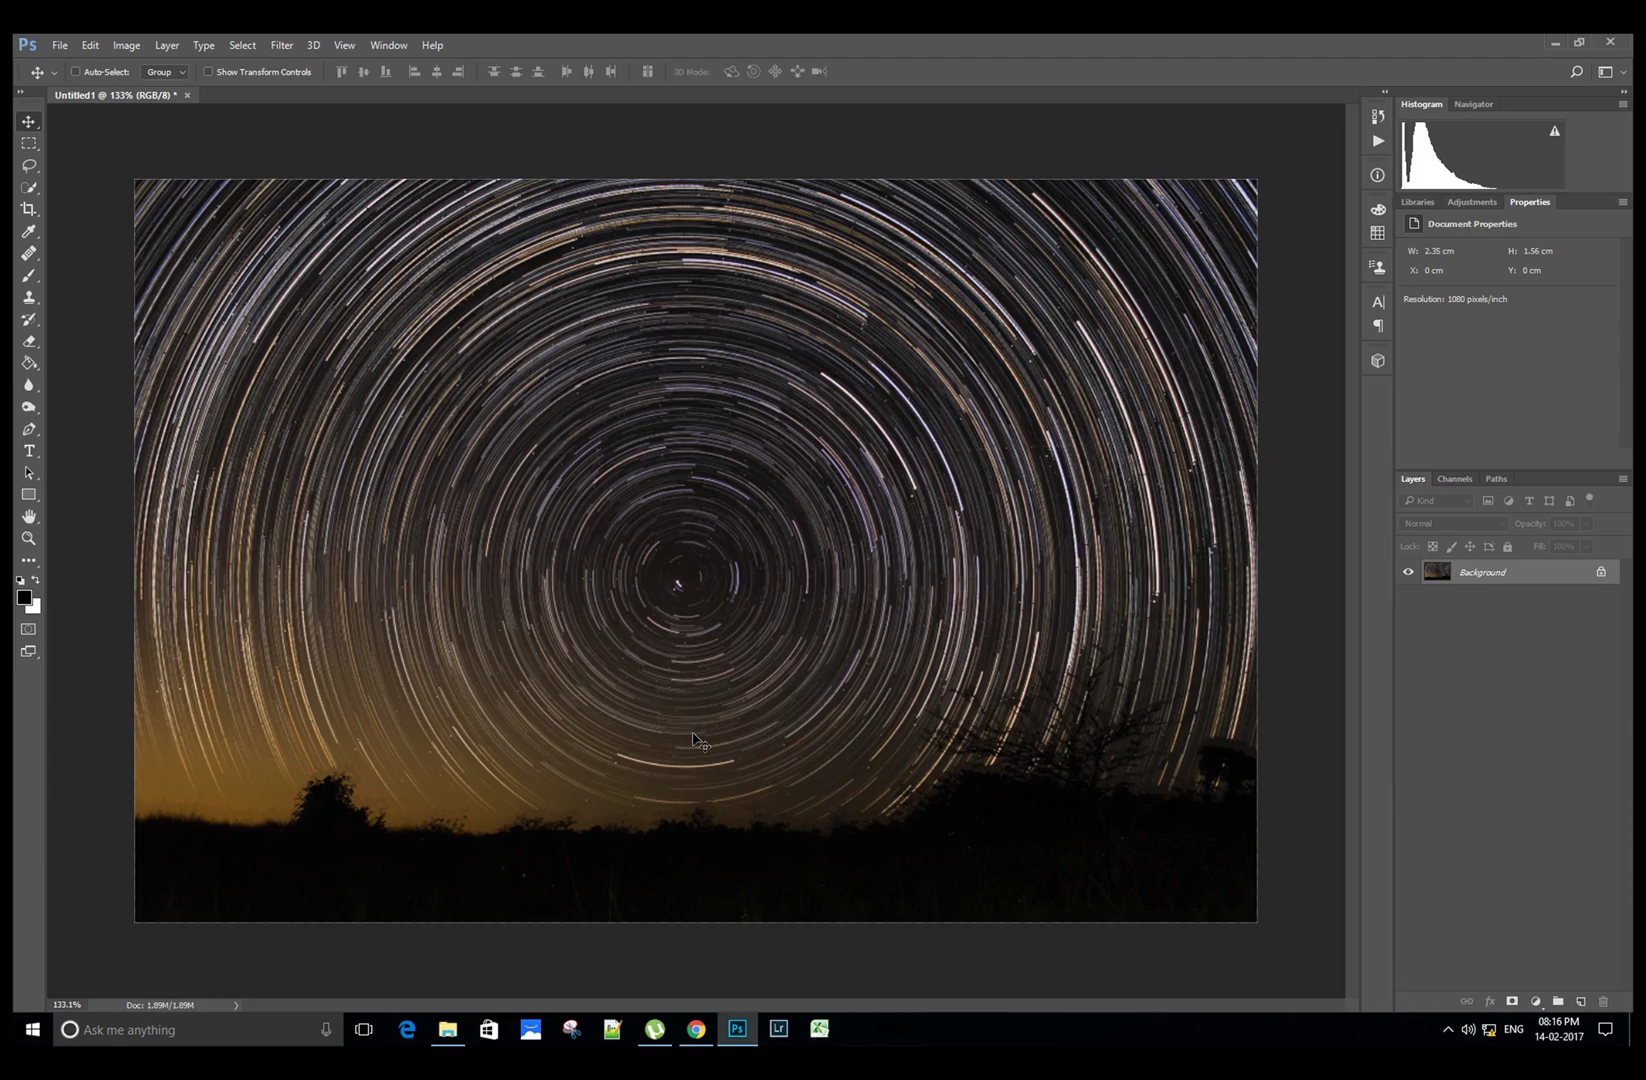 Ps File Edit Image Layer Type Select Filter 3D View Window Help
Auto-Select: Group Show Transform Controls 3D Mode:
Untitled1 @ 133% (RGB/8) *
Histogram Navigator
Libraries Adjustments Properties
Document Properties
W: 2.35 cm H: 1.56 cm
X: 0 cm Y: 0 cm
Resolution: 1080 pixels/inch
Layers Channels Paths
Kind
Normal Opacity: 100%
Lock: Fill: 100%
Background
133.1% Doc: 1.89M/1.89M
Ask me anything
Ps Lr
ENG
08:16 PM
14-02-2017